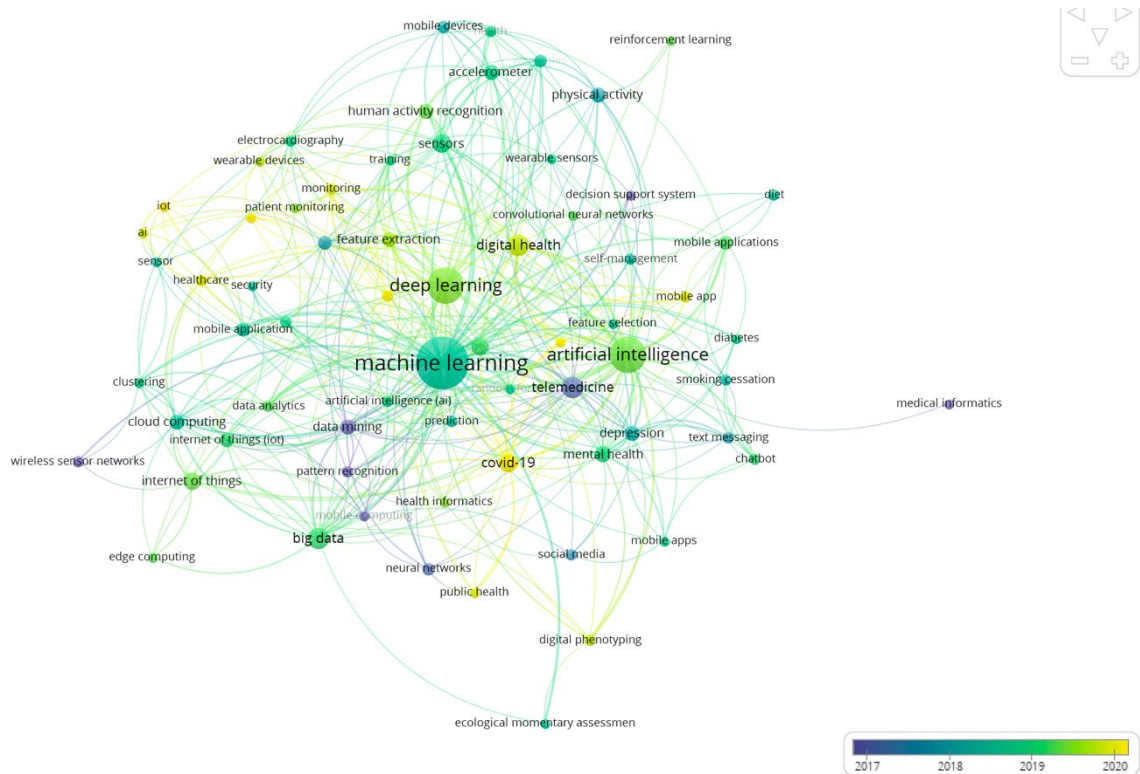 mobile devices
health
reinforcement learning
accelerometer
physical activity
human activity recognition
sensors
electrocardiography
training
wearable sensors
wearable devices
monitoring
decision support system
diet
iot
patient monitoring
convolutional neural networks
ai
feature extraction
digital health
mobile applications
sensor
self-management
healthcare
security
deep learning
mobile app
mobile application
feature selection
diabetes
machine learning
artificial intelligence
clustering
telemedicine
smoking cessation
data analytics
artificial intelligence (ai)
medical informatics
cloud computing
data mining
prediction
depression
text messaging
internet of things (iot)
mental health
wireless sensor networks
pattern recognition
covid-19
chatbot
internet of things
health informatics
mobile computing
big data
mobile apps
edge computing
neural networks
social media
public health
digital phenotyping
ecological momentary assessmen
2017 2018 2019 2020